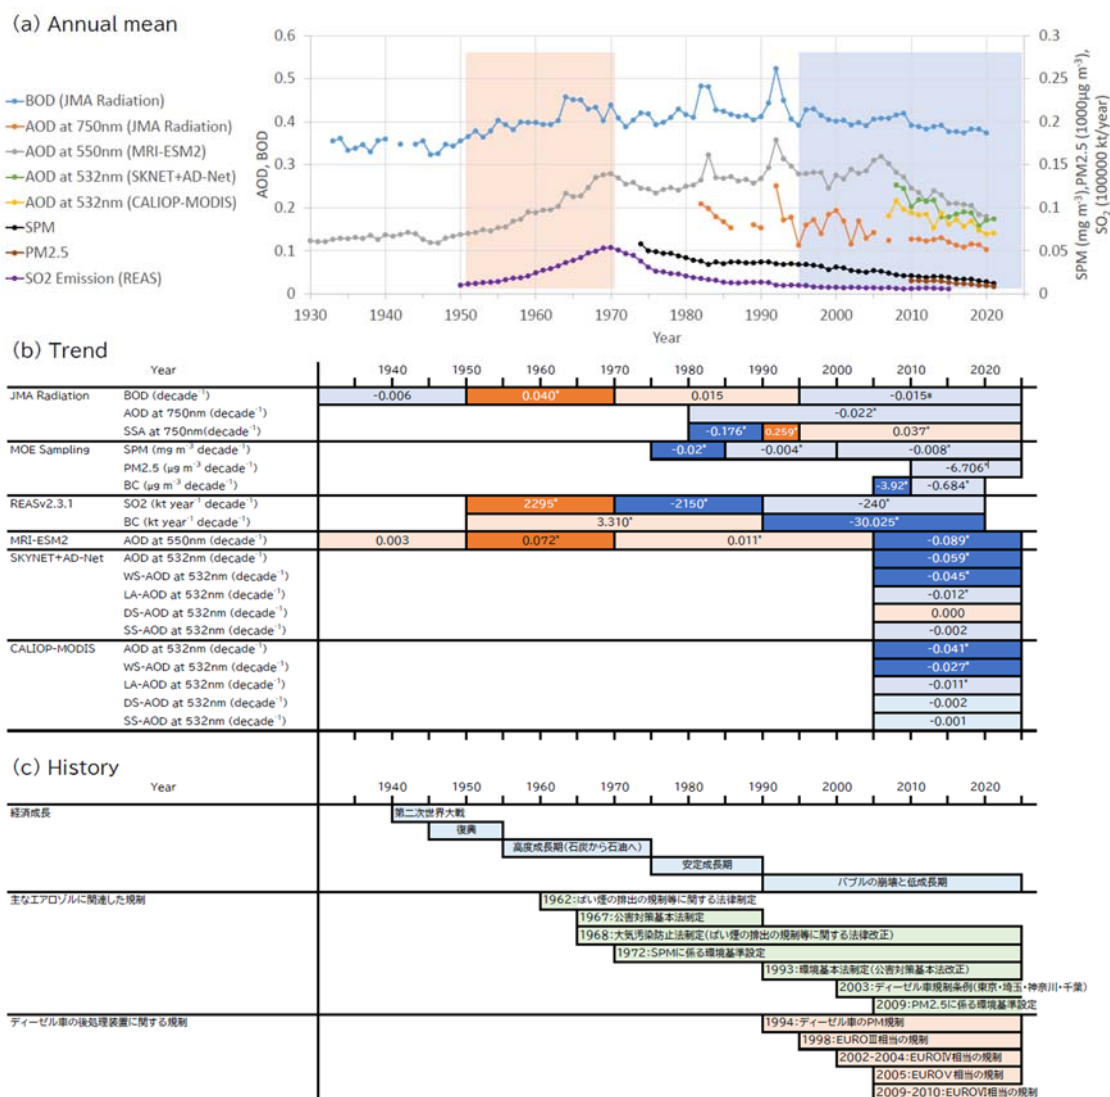 (a) Annual mean
BOD (JMA Radiation)
AOD at 750nm (JMA Radiation)
AOD at 550nm (MRI-ESM2)
AOD at 532nm (SKNET+AD-Net)
AOD at 532nm (CALIOP-MODIS)
SPM
PM2.5
SO2 Emission (REAS)
AOD, BOD
0.6
0.5
0.4
0.3
0.2
0.1
0
0.3
0.25
0.2
0.15
0.1
0.05
0
SPM (mg m⁻³),PM2.5 (1000μg m⁻³),
SO₂ (100000 kt/year)
1930 1940 1950 1960 1970 1980 1990 2000 2010 2020
Year
(b) Trend
Year 1940 1950 1960 1970 1980 1990 2000 2010 2020
JMA Radiation BOD (decade⁻¹) -0.006 0.040* 0.015 -0.015*
AOD at 750nm (decade⁻¹) -0.022*
SSA at 750nm(decade⁻¹) -0.176* 0.259* 0.037*
MOE Sampling SPM (mg m⁻³ decade⁻¹) -0.02* -0.004* -0.008*
PM2.5 (μg m⁻³ decade⁻¹) -6.706*
BC (μg m⁻³ decade⁻¹) -3.92* -0.684*
REASv2.3.1 SO2 (kt year⁻¹ decade⁻¹) 2295* -2150* -240*
BC (kt year⁻¹ decade⁻¹) 3.310* -30.025*
MRI-ESM2 AOD at 550nm (decade⁻¹) 0.003 0.072* 0.011* -0.089*
SKYNET+AD-Net AOD at 532nm (decade⁻¹) -0.059*
WS-AOD at 532nm (decade⁻¹) -0.045*
LA-AOD at 532nm (decade⁻¹) -0.012*
DS-AOD at 532nm (decade⁻¹) 0.000
SS-AOD at 532nm (decade⁻¹) -0.002
CALIOP-MODIS AOD at 532nm (decade⁻¹) -0.041*
WS-AOD at 532nm (decade⁻¹) -0.027*
LA-AOD at 532nm (decade⁻¹) -0.011*
DS-AOD at 532nm (decade⁻¹) -0.002
SS-AOD at 532nm (decade⁻¹) -0.001
(c) History
Year 1940 1950 1960 1970 1980 1990 2000 2010 2020
経済成長 第二次世界大戦
復興
高度成長期(石炭から石油へ)
安定成長期
バブルの崩壊と低成長期
主なエアロゾルに関連した規制 1962:ばい煙の排出の規制等に関する法律制定
1967:公害対策基本法制定
1968:大気汚染防止法制定(ばい煙の排出の規制等に関する法律改正)
1972:SPMに係る環境基準設定
1993:環境基本法制定(公害対策基本法改正)
2003:ディーゼル車規制条例(東京・埼玉・神奈川・千葉)
2009:PM2.5に係る環境基準設定
ディーゼル車の後処理装置に関する規制 1994:ディーゼル車のPM規制
1998:EUROⅢ相当の規制
2002-2004:EUROⅣ相当の規制
2005:EUROⅤ相当の規制
2009-2010:EUROⅥ相当の規制